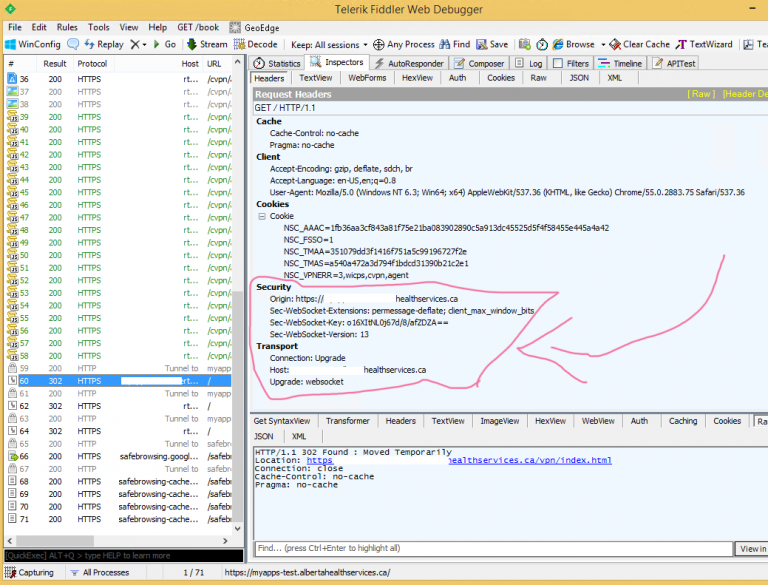 Telerik Fiddler Web Debugger
File Edit Rules Tools View Help GET /book GeoEdge
WinConfig Replay X Go Stream Decode Keep: All sessions Any Process Find Save Browse Clear Cache TextWizard
# Result Protocol Host URL
36 200 HTTPS rt... /cvpn/
37 200 HTTPS rt... /cvpn/
38 200 HTTPS rt... /cvpn/
39 200 HTTPS rt... /cvpn/
40 200 HTTPS rt... /cvpn/
41 200 HTTPS rt... /cvpn/
42 200 HTTPS rt... /cvpn/
43 200 HTTPS rt... /cvpn/
44 200 HTTPS rt... /cvpn/
45 200 HTTPS rt... /cvpn/
46 200 HTTPS rt... /cvpn/
47 200 HTTPS rt... /cvpn/
48 200 HTTPS rt... /cvpn/
49 200 HTTPS rt... /cvpn/
50 200 HTTPS rt... /cvpn/
51 200 HTTPS rt... /cvpn/
52 200 HTTPS rt... /cvpn/
53 200 HTTPS rt... /cvpn/
54 200 HTTPS rt... /cvpn/
55 200 HTTPS rt... /cvpn/
56 200 HTTPS rt... /cvpn/
57 200 HTTPS rt... /cvpn/
58 200 HTTPS rt... /cvpn/
59 200 HTTP Tunnel to myapp
60 302 HTTPS rt... /
61 200 HTTP Tunnel to myapp
62 302 HTTPS rt... /
63 200 HTTP Tunnel to myapp
64 302 HTTPS rt... /
65 200 HTTP Tunnel to safebr
66 200 HTTPS safebrowsing.googl... /safebr
67 200 HTTP Tunnel to safebr
68 200 HTTPS safebrowsing-cache... /safebr
69 200 HTTPS safebrowsing-cache... /safebr
70 200 HTTPS safebrowsing-cache... /safebr
71 200 HTTPS safebrowsing-cache... /safebr
[QuickExec] ALT+Q > type HELP to learn more
Statistics Inspectors AutoResponder Composer Log Filters Timeline APITest
Headers TextView WebForms HexView Auth Cookies Raw JSON XML
Request Headers [ Raw ] [Header De
GET / HTTP/1.1
Cache
Cache-Control: no-cache
Pragma: no-cache
Client
Accept-Encoding: gzip, deflate, sdch, br
Accept-Language: en-US,en;q=0.8
User-Agent: Mozilla/5.0 (Windows NT 6.3; Win64; x64) AppleWebKit/537.36 (KHTML, like Gecko) Chrome/55.0.2883.75 Safari/537.36
Cookies
Cookie
NSC_AAAC=1fb36aa3cf843a81f75e21ba083902890c5a913dc45525d5f4f58455e445a4a42
NSC_FSSO=1
NSC_TMAA=351079dd3f1416f751a5c99196727f2e
NSC_TMAS=a540a472a3d794f1bdcd31390b21c2e1
NSC_VPNERR=3,wicps,cvpn,agent
Security
Origin: https:// healthservices.ca
Sec-WebSocket-Extensions: permessage-deflate; client_max_window_bits
Sec-WebSocket-Key: o16XItNL0j67d/8/afZDZA==
Sec-WebSocket-Version: 13
Transport
Connection: Upgrade
Host: healthservices.ca
Upgrade: websocket
Get SyntaxView Transformer Headers TextView ImageView HexView WebView Auth Caching Cookies Ra
JSON XML
HTTP/1.1 302 Found : Moved Temporarily
Location: https healthservices.ca/vpn/index.html
Connection: close
Cache-Control: no-cache
Pragma: no-cache
Find... (press Ctrl+Enter to highlight all) View in
Capturing All Processes 1 / 71 https://myapps-test.albertahealthservices.ca/